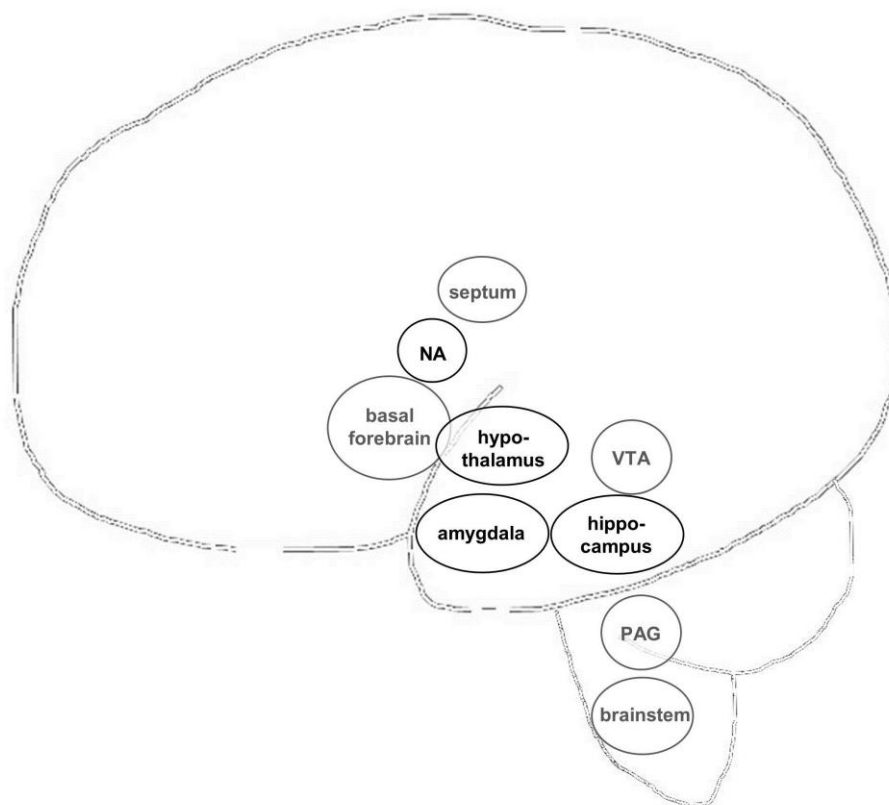 septum
NA
basal
forebrain
hypo-
thalamus
VTA
amygdala
hippo-
campus
PAG
brainstem